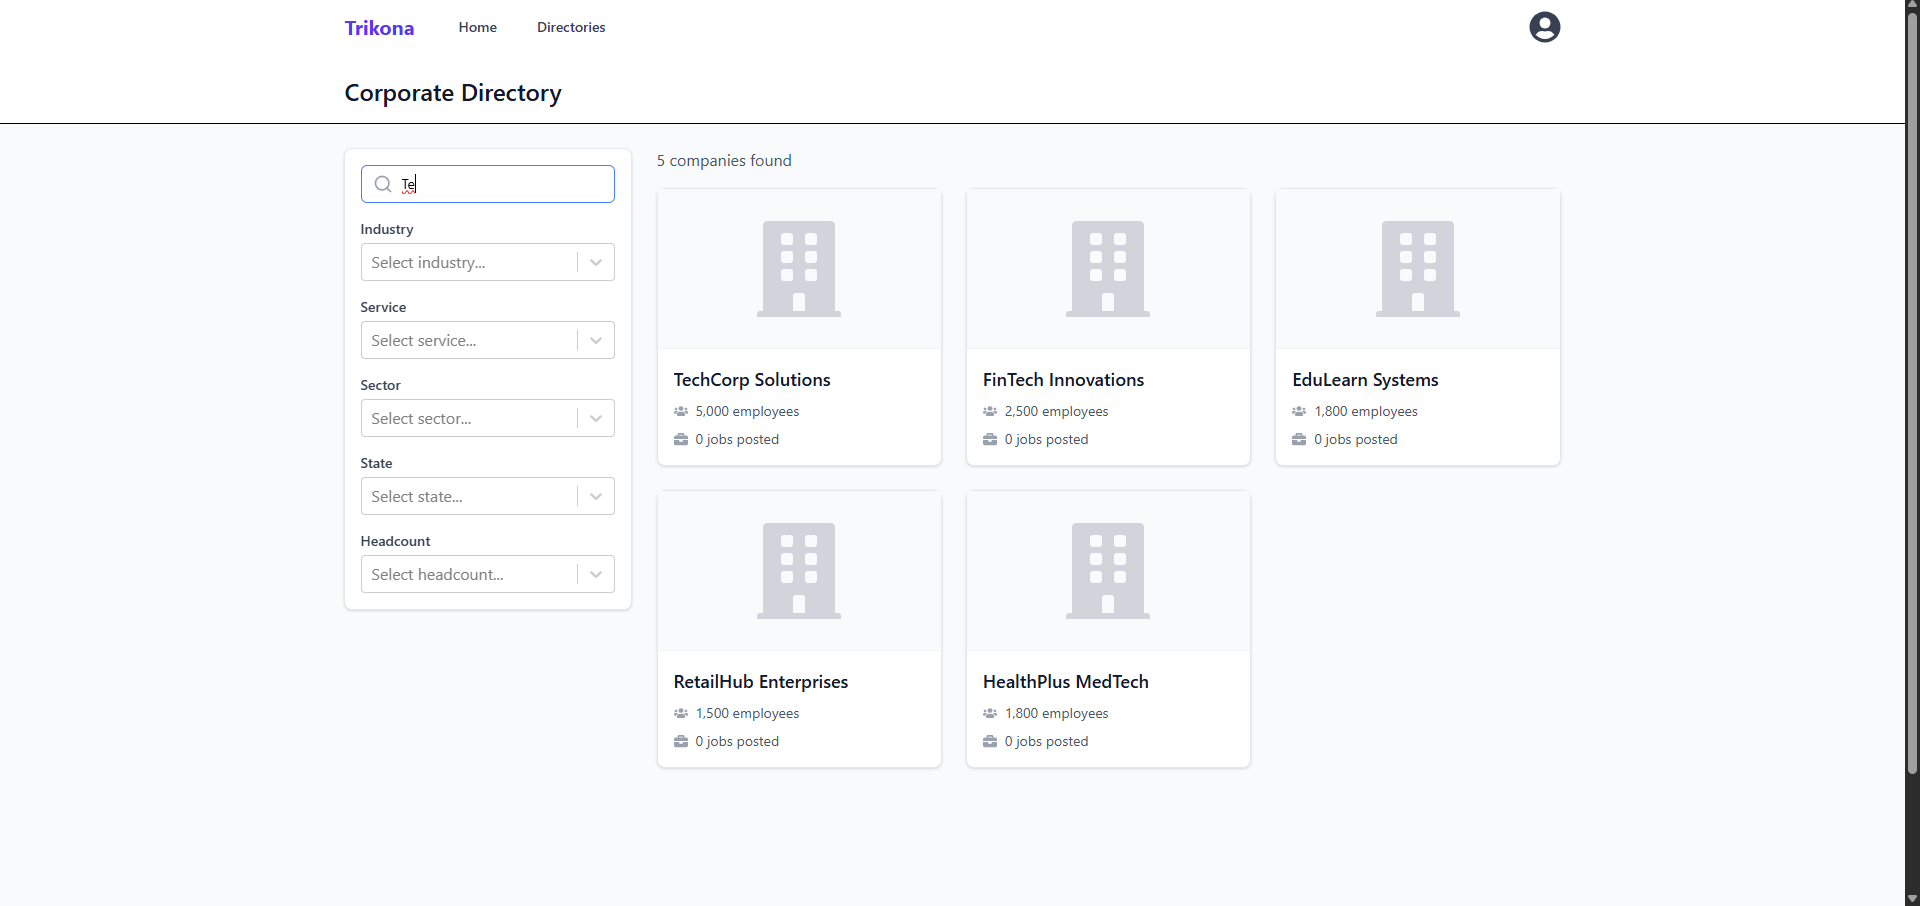 Trikona Home Directories
Corporate Directory
Te
Industry
Select industry...
Service
Select service...
Sector
Select sector...
State
Select state...
Headcount
Select headcount...
5 companies found
TechCorp Solutions
5,000 employees
0 jobs posted
FinTech Innovations
2,500 employees
0 jobs posted
EduLearn Systems
1,800 employees
0 jobs posted
RetailHub Enterprises
1,500 employees
0 jobs posted
HealthPlus MedTech
1,800 employees
0 jobs posted